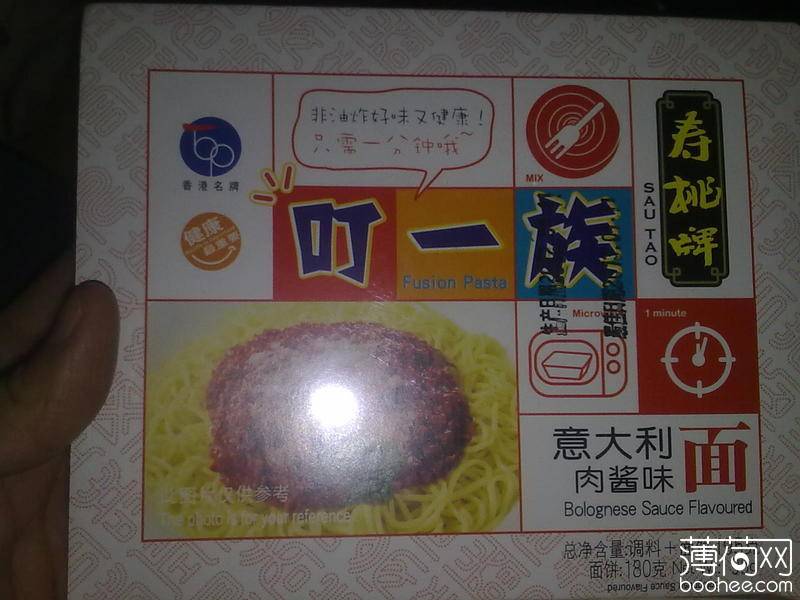 非油炸好味又健康！
只需一分钟哦~
香港名牌
健康
MIX
寿桃牌
SAU TAO
叮一族
Fusion Pasta
1 minute
意大利
肉酱味
面
Bolognese Sauce Flavoured
此图片仅供参考
The photo is for your reference
总净含量:调料+
面饼:180克
薄荷网
boohee.com